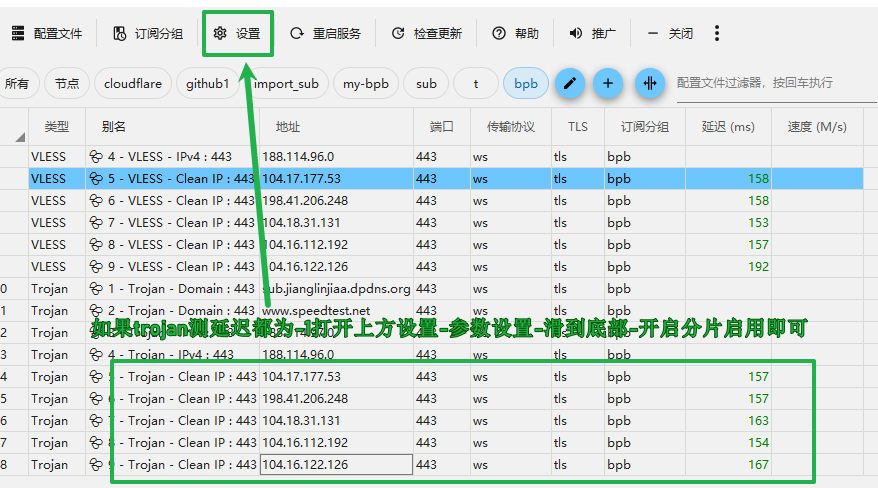 配置文件 订阅分组 设置 重启服务 检查更新 帮助 推广 关闭
所有 节点 cloudflare github1 import_sub my-bpb sub t bpb 配置文件过滤器，按回车执行
类型 别名 地址 端口 传输协议 TLS 订阅分组 延迟 (ms) 速度 (M/s)
VLESS 4 - VLESS - IPv4 : 443 188.114.96.0 443 ws tls bpb
VLESS 5 - VLESS - Clean IP : 443 104.17.177.53 443 ws tls bpb 158
VLESS 6 - VLESS - Clean IP : 443 198.41.206.248 443 ws tls bpb 158
VLESS 7 - VLESS - Clean IP : 443 104.18.31.131 443 ws tls bpb 153
VLESS 8 - VLESS - Clean IP : 443 104.16.112.192 443 ws tls bpb 157
VLESS 9 - VLESS - Clean IP : 443 104.16.122.126 443 ws tls bpb 192
0 Trojan 1 - Trojan - Domain : 443 sub.jianglinjiaa.dpdns.org 443 ws tls bpb
1 Trojan 2 - Trojan - Domain : www.speedtest.net 443 ws tls bpb
如果trojan测延迟都为-1打开上方设置-参数设置-滑到底部-开启分片启用即可
2
3 Trojan 4 - Trojan - IPv4 : 443 188.114.96.0 443 ws tls bpb
4 Trojan 5 - Trojan - Clean IP : 443 104.17.177.53 443 ws tls bpb 157
5 Trojan 6 - Trojan - Clean IP : 443 198.41.206.248 443 ws tls bpb 157
6 Trojan 7 - Trojan - Clean IP : 443 104.18.31.131 443 ws tls bpb 163
7 Trojan 8 - Trojan - Clean IP : 443 104.16.112.192 443 ws tls bpb 154
8 Trojan 9 - Trojan - Clean IP : 443 104.16.122.126 443 ws tls bpb 167